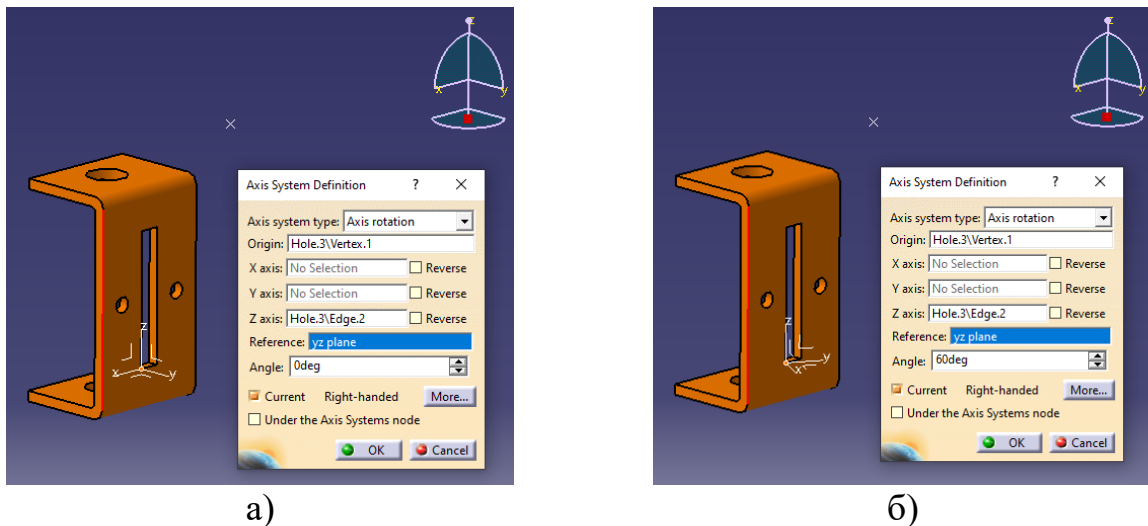 z
x
y
Axis System Definition ? ×
Axis system type: Axis rotation
Origin: Hole.3\Vertex.1
X axis: No Selection Reverse
Y axis: No Selection Reverse
Z axis: Hole.3\Edge.2 Reverse
Reference: yz plane
Angle: 0deg
Current Right-handed More...
Under the Axis Systems node
OK Cancel
z
x
y
а)
z
x
y
Axis System Definition ? ×
Axis system type: Axis rotation
Origin: Hole.3\Vertex.1
X axis: No Selection Reverse
Y axis: No Selection Reverse
Z axis: Hole.3\Edge.2 Reverse
Reference: yz plane
Angle: 60deg
Current Right-handed More...
Under the Axis Systems node
OK Cancel
z
y
x
б)